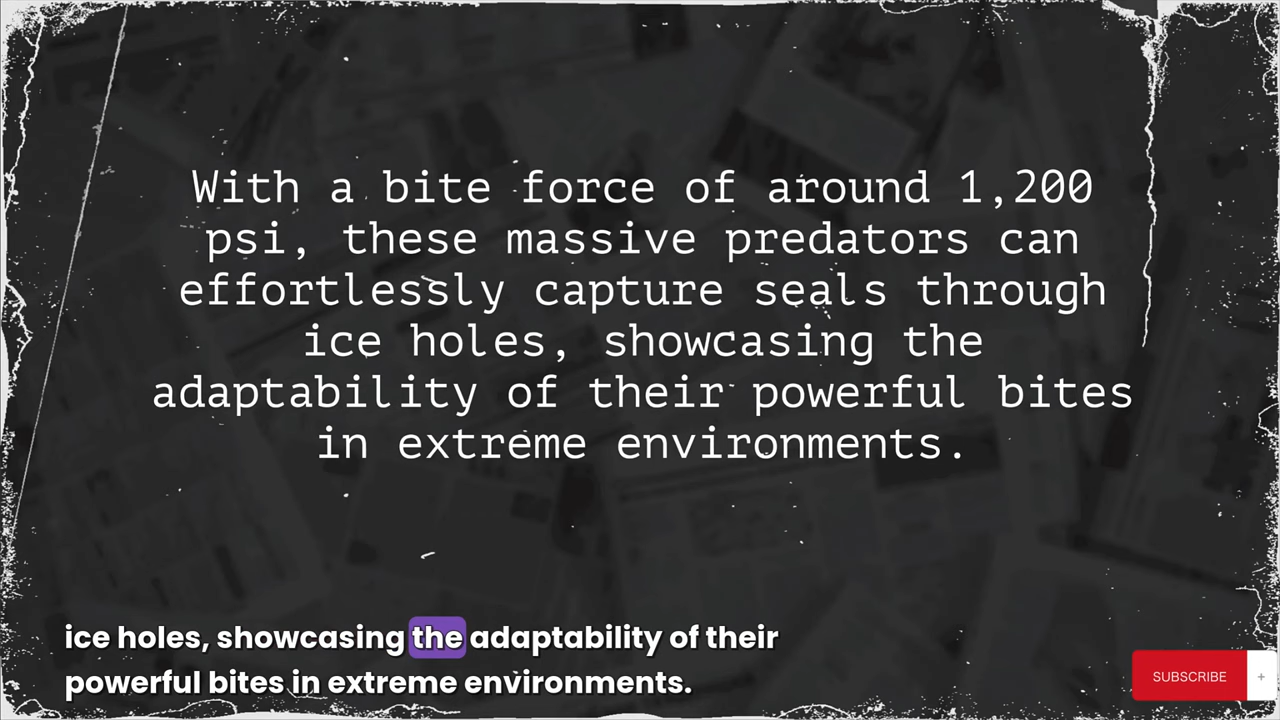 With a bite force of around 1,200
psi, these massive predators can
effortlessly capture seals through
ice holes, showcasing the
adaptability of their powerful bites
in extreme environments.
ice holes, showcasing the adaptability of their
powerful bites in extreme environments.
SUBSCRIBE +